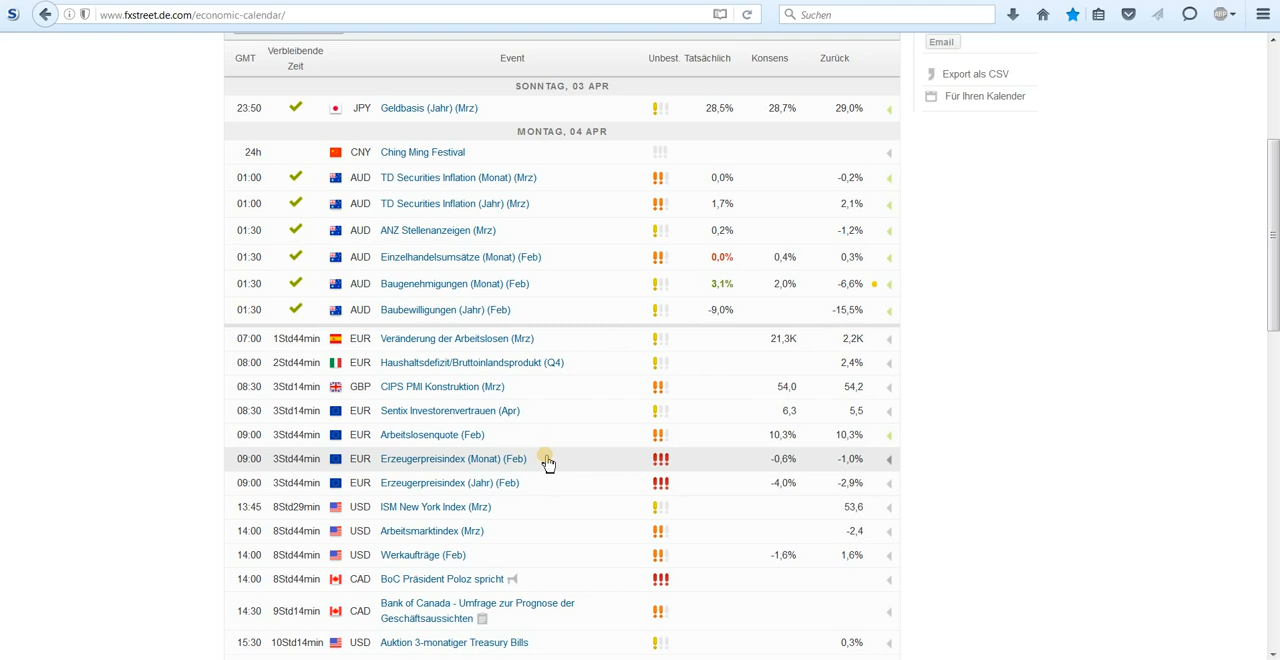 www.fxstreet.de.com/economic-calendar/
Suchen
ABP
Email
GMT Verbleibende Zeit Event Unbest. Tatsächlich Konsens Zurück
Export als CSV
Für Ihren Kalender
SONNTAG, 03 APR
23:50 JPY Geldbasis (Jahr) (Mrz) 28,5% 28,7% 29,0%
MONTAG, 04 APR
24h CNY Ching Ming Festival
01:00 AUD TD Securities Inflation (Monat) (Mrz) 0,0% -0,2%
01:00 AUD TD Securities Inflation (Jahr) (Mrz) 1,7% 2,1%
01:30 AUD ANZ Stellenanzeigen (Mrz) 0,2% -1,2%
01:30 AUD Einzelhandelsumsätze (Monat) (Feb) 0,0% 0,4% 0,3%
01:30 AUD Baugenehmigungen (Monat) (Feb) 3,1% 2,0% -6,6%
01:30 AUD Baubewilligungen (Jahr) (Feb) -9,0% -15,5%
07:00 1Std44min EUR Veränderung der Arbeitslosen (Mrz) 21,3K 2,2K
08:00 2Std44min EUR Haushaltsdefizit/Bruttoinlandsprodukt (Q4) 2,4%
08:30 3Std14min GBP CIPS PMI Konstruktion (Mrz) 54,0 54,2
08:30 3Std14min EUR Sentix Investorenvertrauen (Apr) 6,3 5,5
09:00 3Std44min EUR Arbeitslosenquote (Feb) 10,3% 10,3%
09:00 3Std44min EUR Erzeugerpreisindex (Monat) (Feb) -0,6% -1,0%
09:00 3Std44min EUR Erzeugerpreisindex (Jahr) (Feb) -4,0% -2,9%
13:45 8Std29min USD ISM New York Index (Mrz) 53,6
14:00 8Std44min USD Arbeitsmarktindex (Mrz) -2,4
14:00 8Std44min USD Werkaufträge (Feb) -1,6% 1,6%
14:00 8Std44min CAD BoC Präsident Poloz spricht
14:30 9Std14min CAD Bank of Canada - Umfrage zur Prognose der
Geschäftsaussichten
15:30 10Std14min USD Auktion 3-monatiger Treasury Bills 0,3%